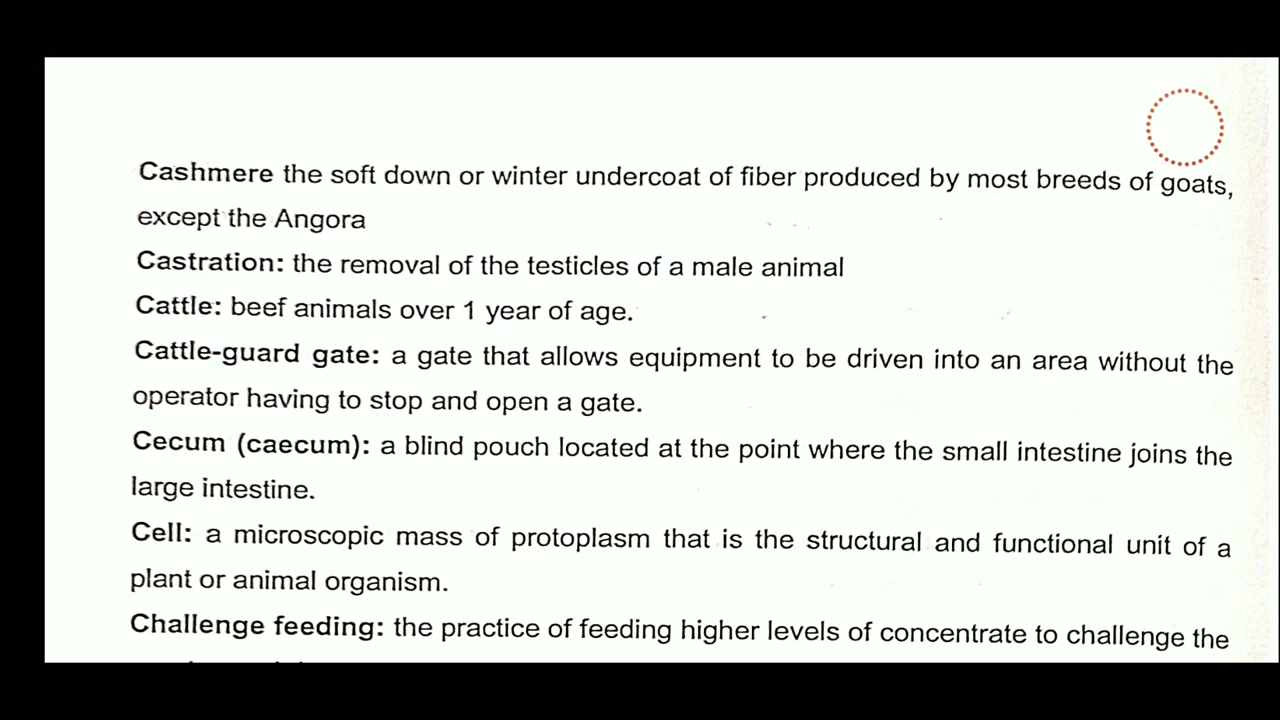 Cashmere the soft down or winter undercoat of fiber produced by most breeds of goats,
except the Angora
Castration: the removal of the testicles of a male animal
Cattle: beef animals over 1 year of age.
Cattle-guard gate: a gate that allows equipment to be driven into an area without the
operator having to stop and open a gate.
Cecum (caecum): a blind pouch located at the point where the small intestine joins the
large intestine.
Cell: a microscopic mass of protoplasm that is the structural and functional unit of a
plant or animal organism.
Challenge feeding: the practice of feeding higher levels of concentrate to challenge the